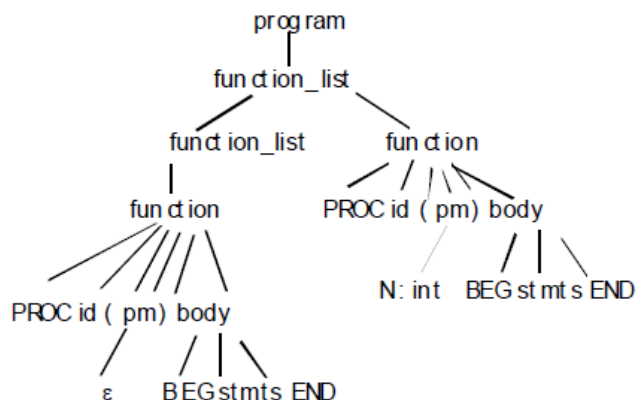 program
function_list
function_list function
function PROC id ( pm) body
N: int BEG stmts END
PROC id ( pm) body
ε BEG stmts END